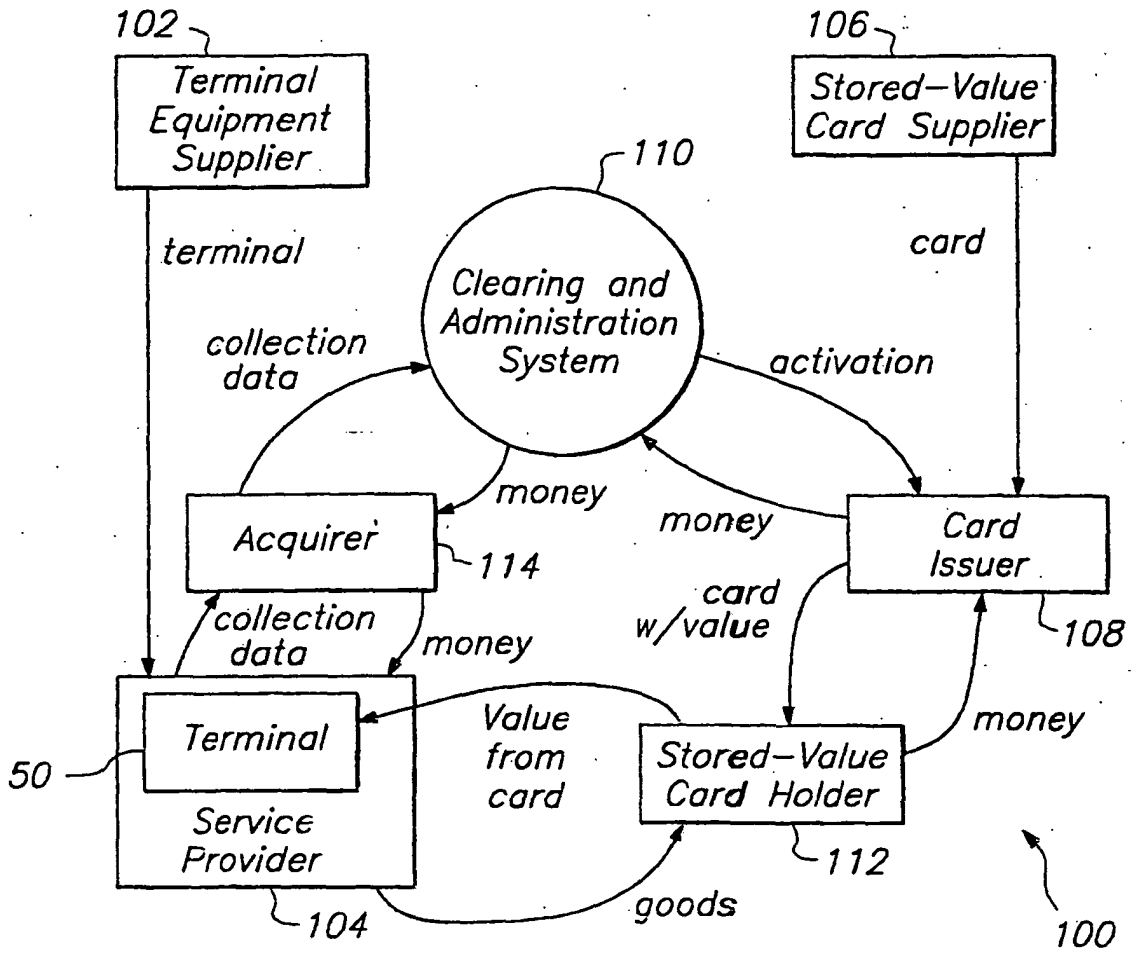 102
Terminal
Equipment
Supplier
106
Stored-Value
Card Supplier
110
terminal
card
Clearing and
Administration
System
collection
data
activation
money
money
Acquirer
114
Card
Issuer
108
collection
data
money
card
w/value
money
Terminal
50
Value
from
card
Stored-Value
Card Holder
112
Service
Provider
104
goods
100